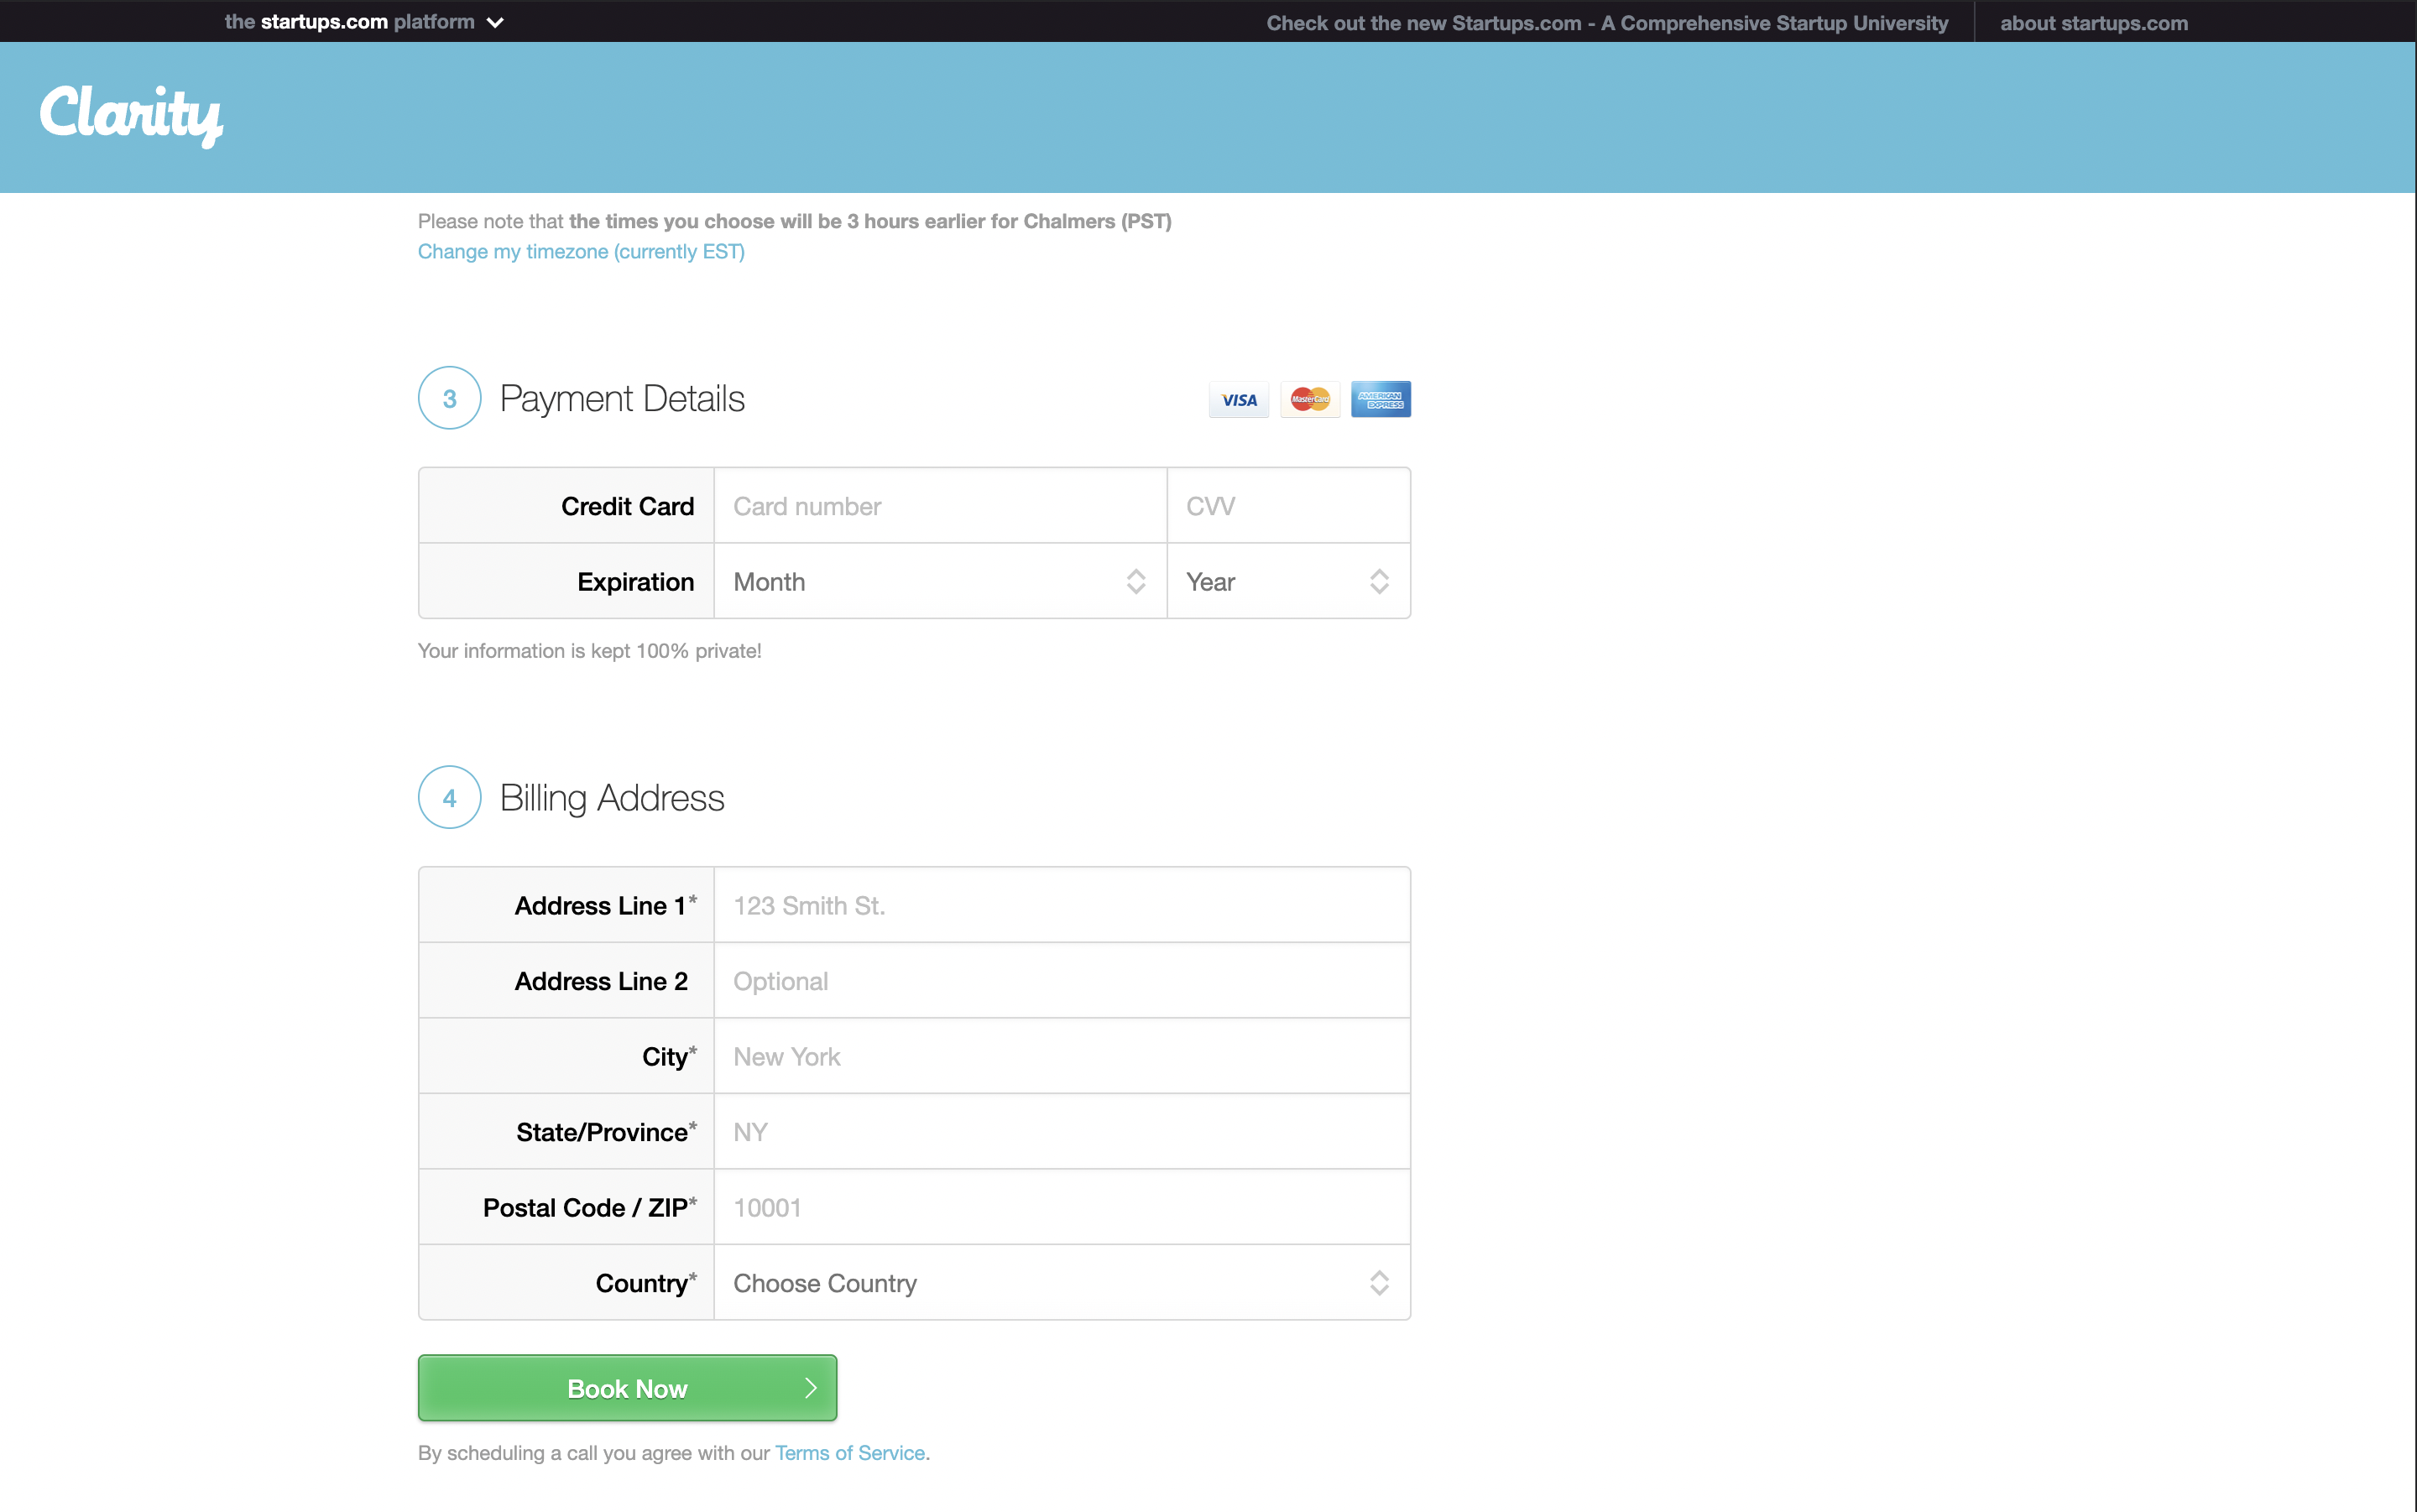 the startups.com platform
Check out the new Startups.com - A Comprehensive Startup University
about startups.com
Clarity
Please note that the times you choose will be 3 hours earlier for Chalmers (PST)
Change my timezone (currently EST)
3 Payment Details
VISA MasterCard AMERICAN EXPRESS
Credit Card Card number CVV
Expiration Month Year
Your information is kept 100% private!
4 Billing Address
Address Line 1* 123 Smith St.
Address Line 2 Optional
City* New York
State/Province* NY
Postal Code / ZIP* 10001
Country* Choose Country
Book Now
By scheduling a call you agree with our Terms of Service.